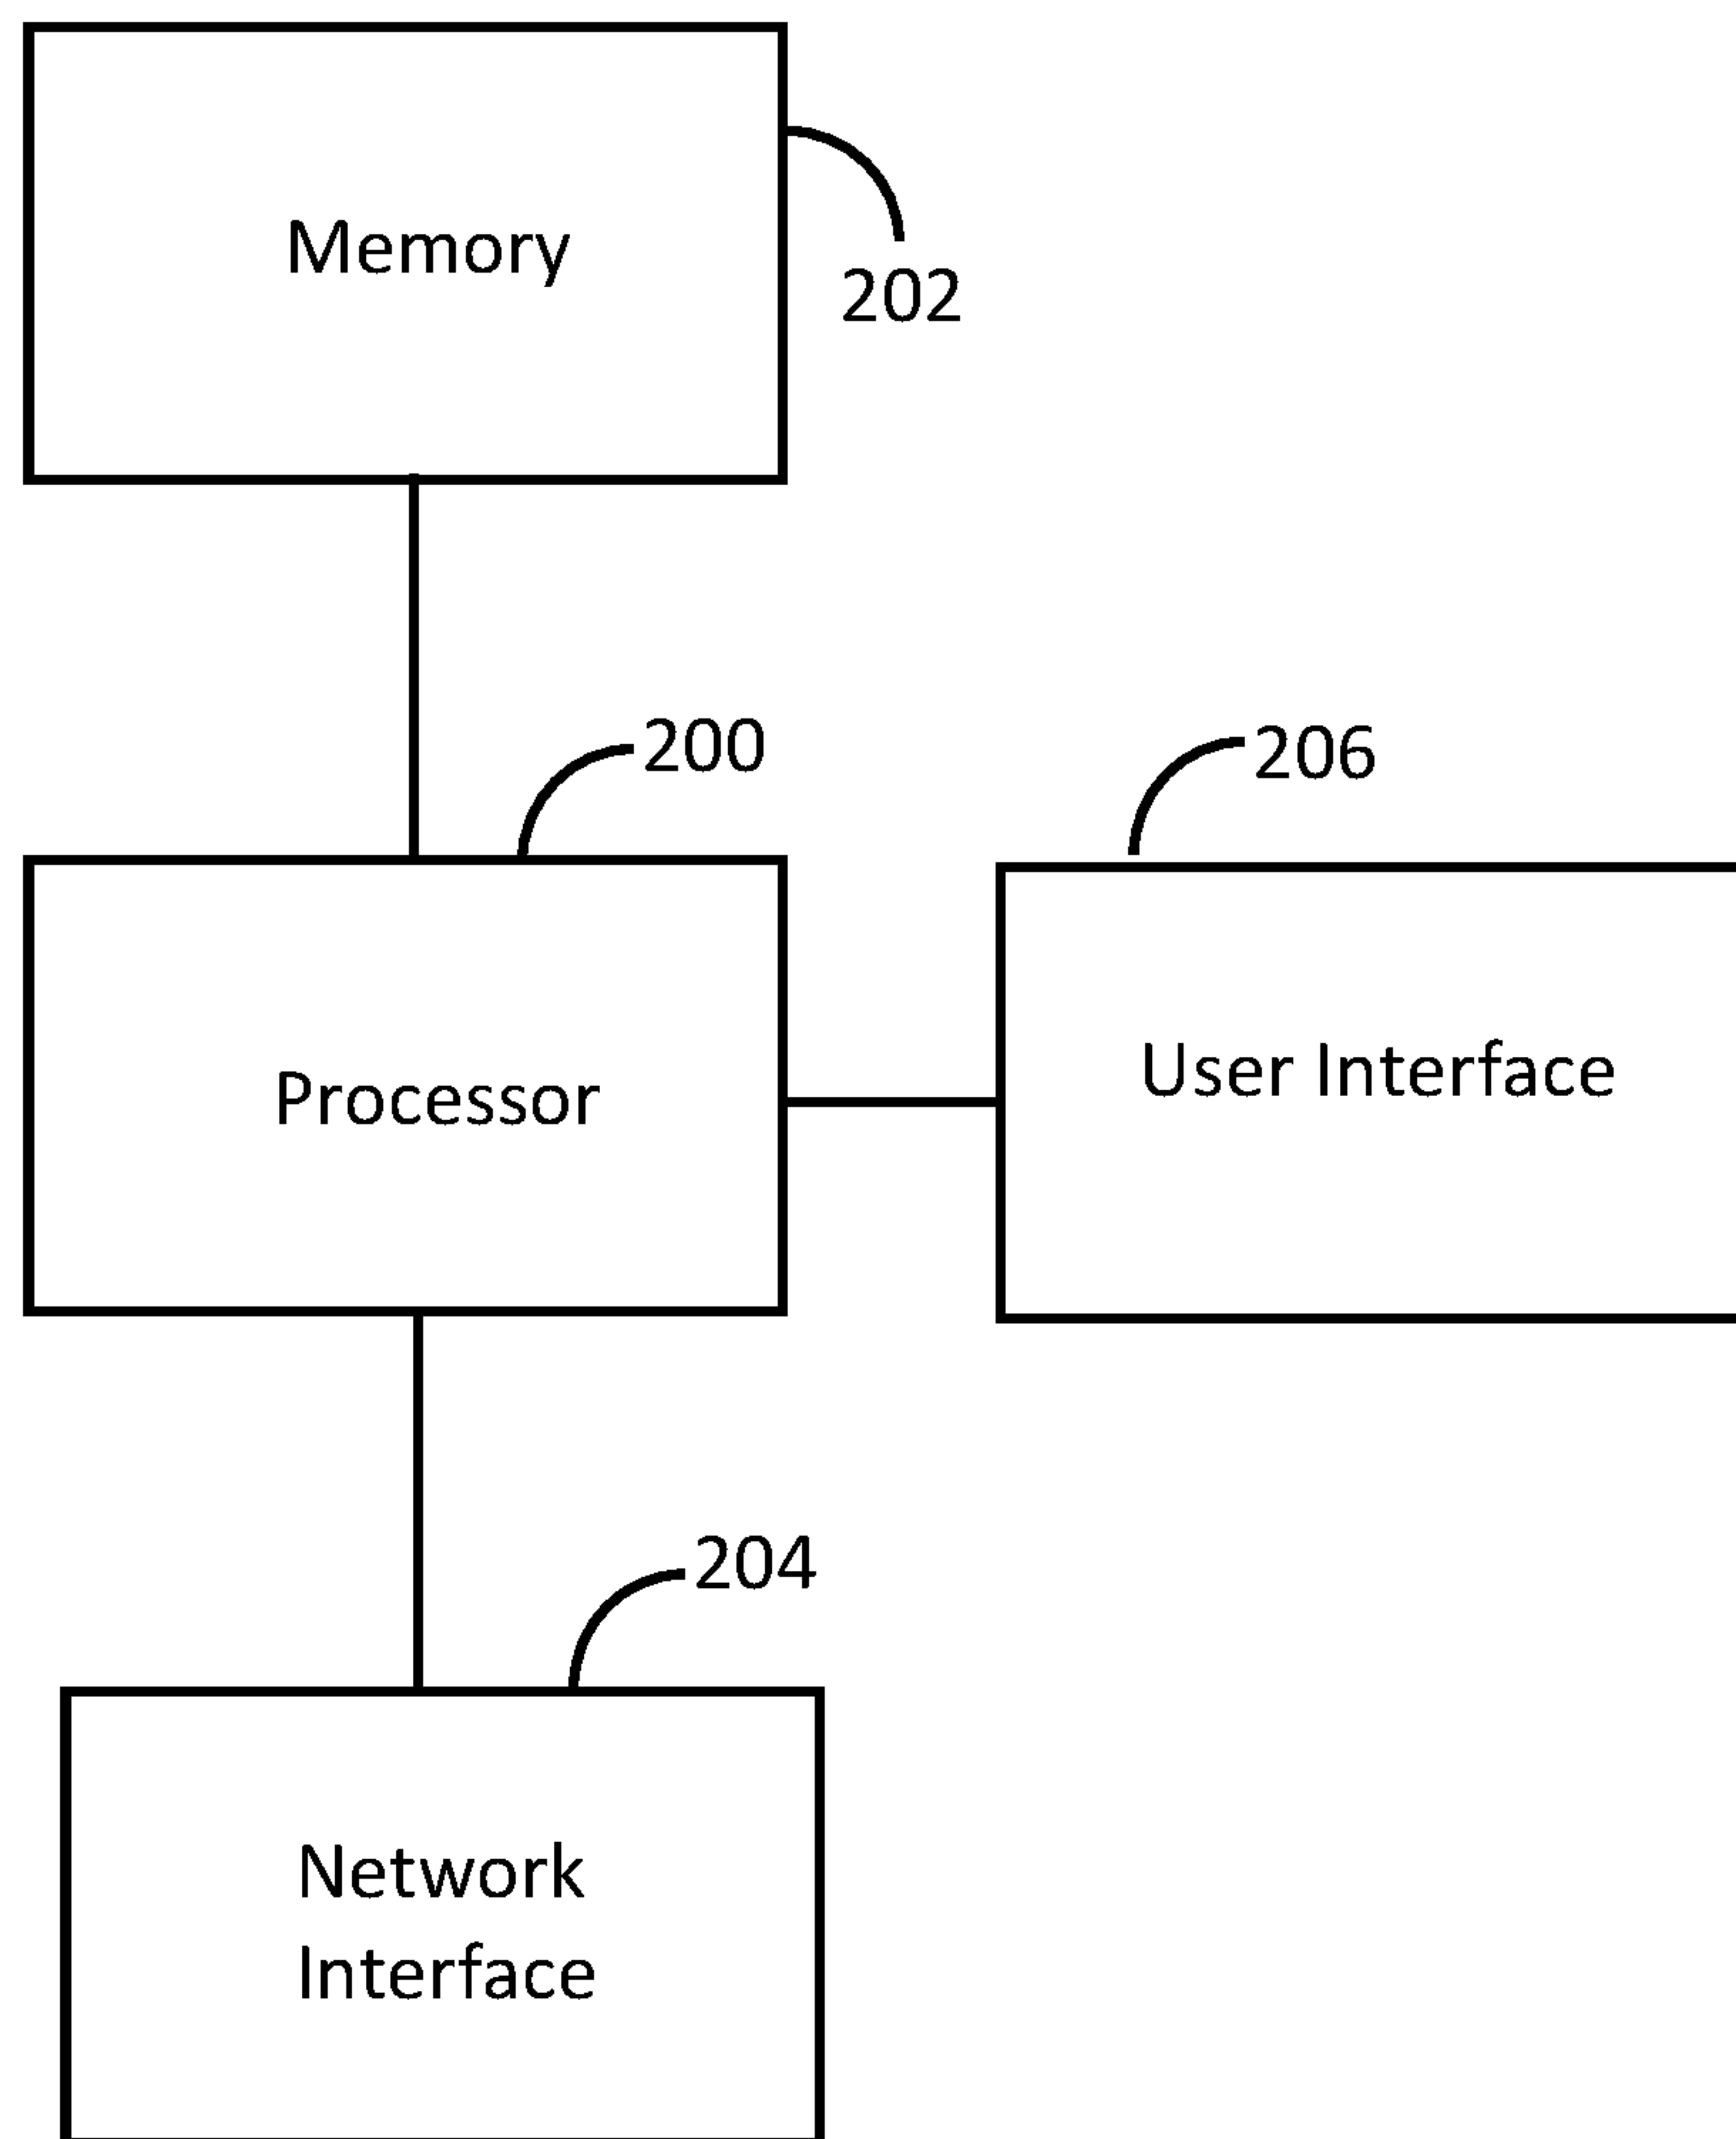 Memory
202
200
206
Processor
User Interface
204
Network
Interface